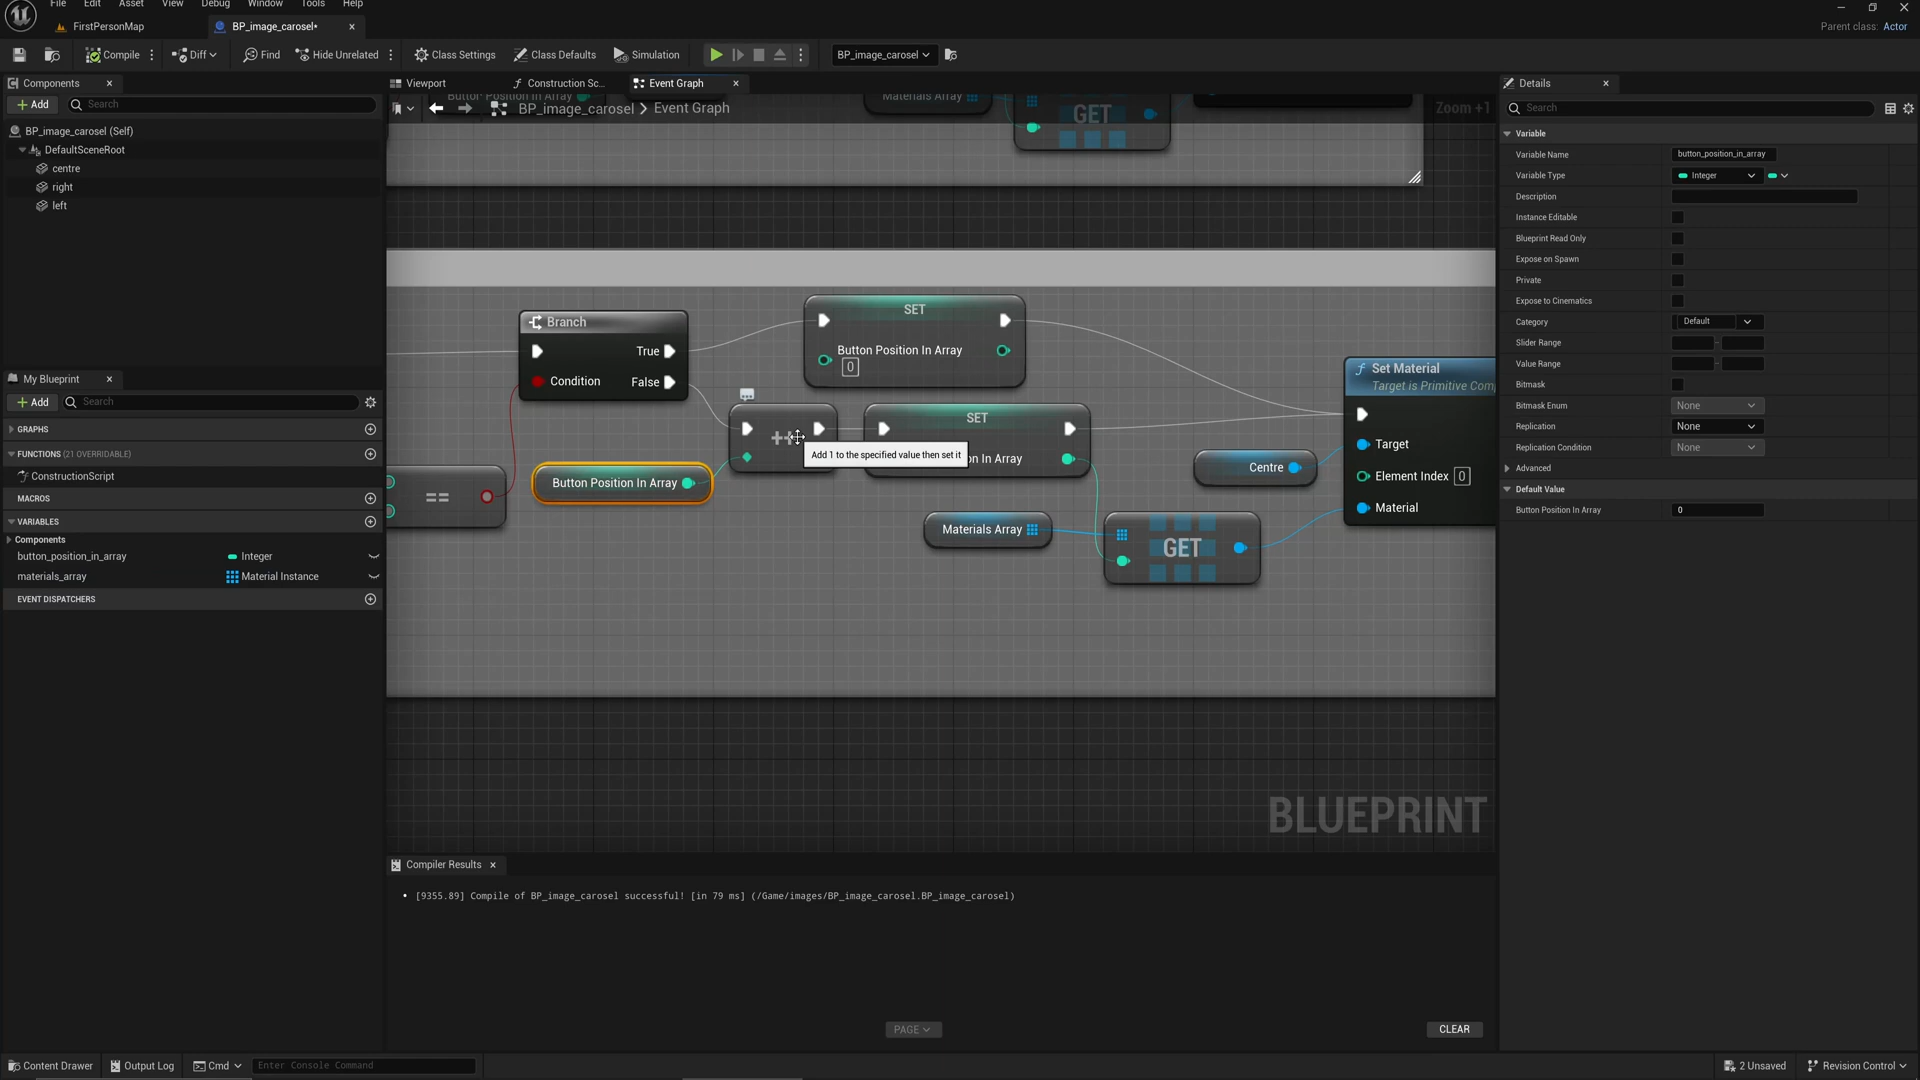 File Edit Asset View Debug Window Tools Help
FirstPersonMap
BP_image_carosel*
Parent class: Actor
Compile
Diff
Find
Hide Unrelated
Class Settings
Class Defaults
Simulation
BP_image_carosel
Components
Add
Search
BP_image_carosel (Self)
DefaultSceneRoot
centre
right
left
My Blueprint
Add
Search
GRAPHS
FUNCTIONS (21 OVERRIDABLE)
ConstructionScript
MACROS
VARIABLES
Components
button_position_in_array Integer
materials_array Material Instance
EVENT DISPATCHERS
Viewport
Construction Sc...
Event Graph
Button Position In Array
Materials Array
BP_image_carosel > Event Graph
Zoom +1
GET
Branch
True
Condition False
SET
Button Position In Array
0
SET
In Array
++
Add 1 to the specified value then set it
Button Position In Array
==
Materials Array
GET
Centre
Set Material
Target is Primitive Com
Target
Element Index 0
Material
BLUEPRINT
Compiler Results
• [9355.89] Compile of BP_image_carosel successful! [in 79 ms] (/Game/images/BP_image_carosel.BP_image_carosel)
PAGE
CLEAR
Details
Search
Variable
Variable Name button_position_in_array
Variable Type Integer
Description
Instance Editable
Blueprint Read Only
Expose on Spawn
Private
Expose to Cinematics
Category Default
Slider Range
Value Range
Bitmask
Bitmask Enum None
Replication None
Replication Condition None
Advanced
Default Value
Button Position In Array 0
Content Drawer
Output Log
Cmd
Enter Console Command
2 Unsaved
Revision Control